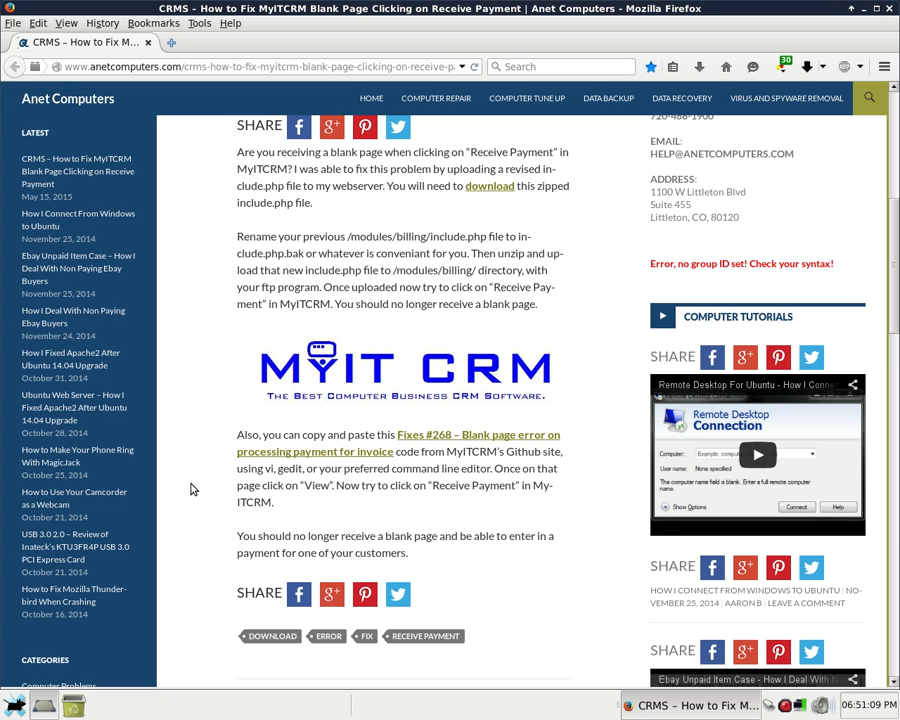 CRMS – How to Fix MyITCRM Blank Page Clicking on Receive Payment | Anet Computers - Mozilla Firefox
File Edit View History Bookmarks Tools Help
CRMS – How to Fix M...
www.anetcomputers.com/crms-how-to-fix-myitcrm-blank-page-clicking-on-receive-p
Search
30
Anet Computers
HOME COMPUTER REPAIR COMPUTER TUNE UP DATA BACKUP DATA RECOVERY VIRUS AND SPYWARE REMOVAL
LATEST
CRMS – How to Fix MyITCRM
Blank Page Clicking on Receive
Payment
May 15, 2015
How I Connect From Windows
to Ubuntu
November 25, 2014
Ebay Unpaid Item Case – How I
Deal With Non Paying Ebay
Buyers
November 25, 2014
How I Deal With Non Paying
Ebay Buyers
November 24, 2014
How I Fixed Apache2 After
Ubuntu 14.04 Upgrade
October 31, 2014
Ubuntu Web Server – How I
Fixed Apache2 After Ubuntu
14.04 Upgrade
October 28, 2014
How to Make Your Phone Ring
With MagicJack
October 25, 2014
How to Use Your Camcorder
as a Webcam
October 21, 2014
USB 3.0 2.0 – Review of
Inateck's KTU3FR4P USB 3.0
PCI Express Card
October 21, 2014
How to Fix Mozilla Thunder-
bird When Crashing
October 16, 2014
CATEGORIES
Computer Problems
SHARE
Are you receiving a blank page when clicking on “Receive Payment” in
MyITCRM? I was able to fix this problem by uploading a revised in-
clude.php file to my webserver. You will need to download this zipped
include.php file.
Rename your previous /modules/billing/include.php file to in-
clude.php.bak or whatever is conveniant for you. Then unzip and up-
load that new include.php file to /modules/billing/ directory, with
your ftp program. Once uploaded now try to click on “Receive Pay-
ment” in MyITCRM. You should no longer receive a blank page.
MYIT CRM
THE BEST COMPUTER BUSINESS CRM SOFTWARE.
Also, you can copy and paste this Fixes #268 – Blank page error on
processing payment for invoice code from MyITCRM's Github site,
using vi, gedit, or your preferred command line editor. Once on that
page click on “View”. Now try to click on “Receive Payment” in My-
ITCRM.
You should no longer receive a blank page and be able to enter in a
payment for one of your customers.
SHARE
DOWNLOAD ERROR FIX RECEIVE PAYMENT
720-488-1900
EMAIL:
HELP@ANETCOMPUTERS.COM
ADDRESS:
1100 W Littleton Blvd
Suite 455
Littleton, CO, 80120
Error, no group ID set! Check your syntax!
COMPUTER TUTORIALS
SHARE
Remote Desktop For Ubuntu - How I Connec
Remote Desktop
Connection
Computer: Example: compu
User name: None specified
The computer name field is blank. Enter a full remote computer
name.
Show Options Connect Help
SHARE
HOW I CONNECT FROM WINDOWS TO UBUNTU | NO-
VEMBER 25, 2014 | AARON B | LEAVE A COMMENT
SHARE
Ebay Unpaid Item Case - How I Deal With N
CRMS – How to Fix M...
06:51:09 PM